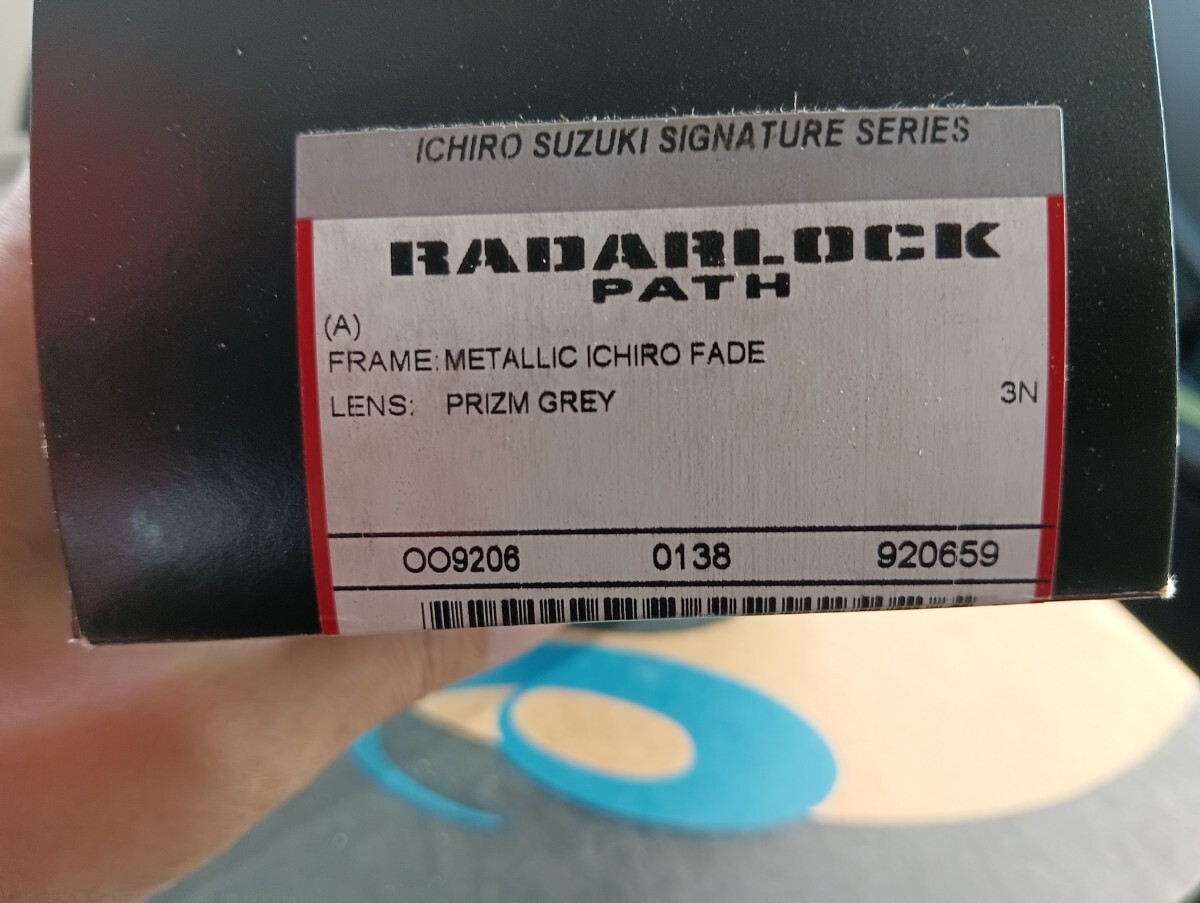 ICHIRO SUZUKI SIGNATURE SERIES
RADARLOCK
PATH
(A)
FRAME: METALLIC ICHIRO FADE
LENS: PRIZM GREY 3N
OO9206 0138 920659